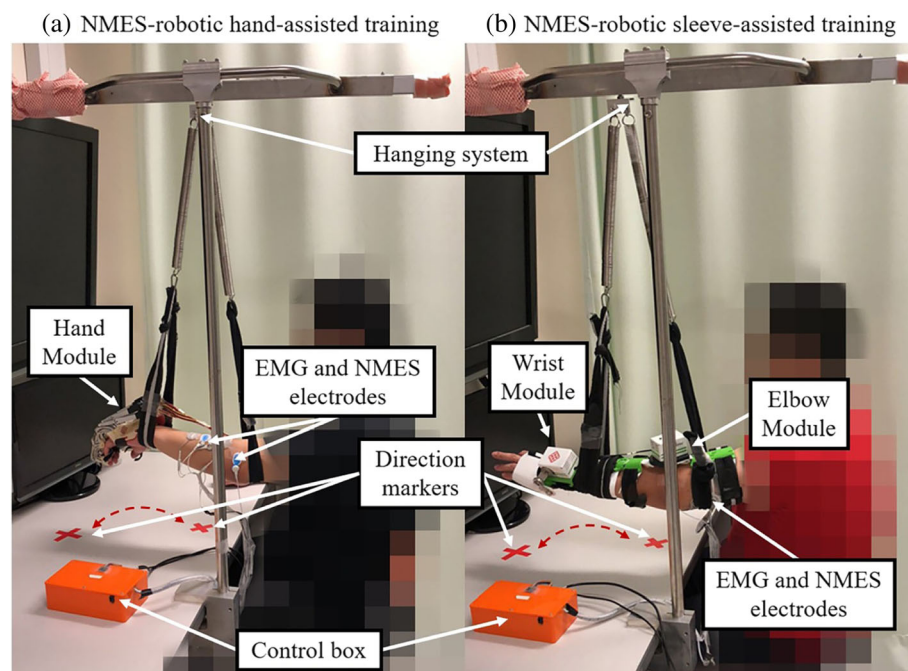 (a) NMES-robotic hand-assisted training
(b) NMES-robotic sleeve-assisted training
Hanging system
Hand
Module
EMG and NMES
electrodes
Wrist
Module
Elbow
Module
Direction
markers
EMG and NMES
electrodes
Control box